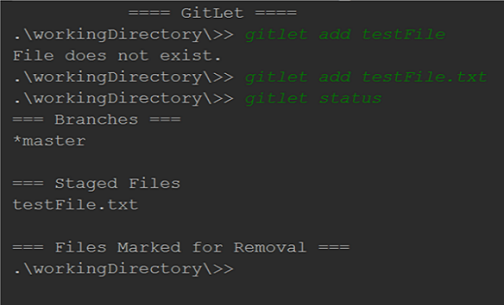 ==== GitLet ====
.\workingDirectory\>> gitlet add testFile
File does not exist.
.\workingDirectory\>> gitlet add testFile.txt
.\workingDirectory\>> gitlet status
=== Branches ===
*master
=== Staged Files
testFile.txt
=== Files Marked for Removal ===
.\workingDirectory\>>